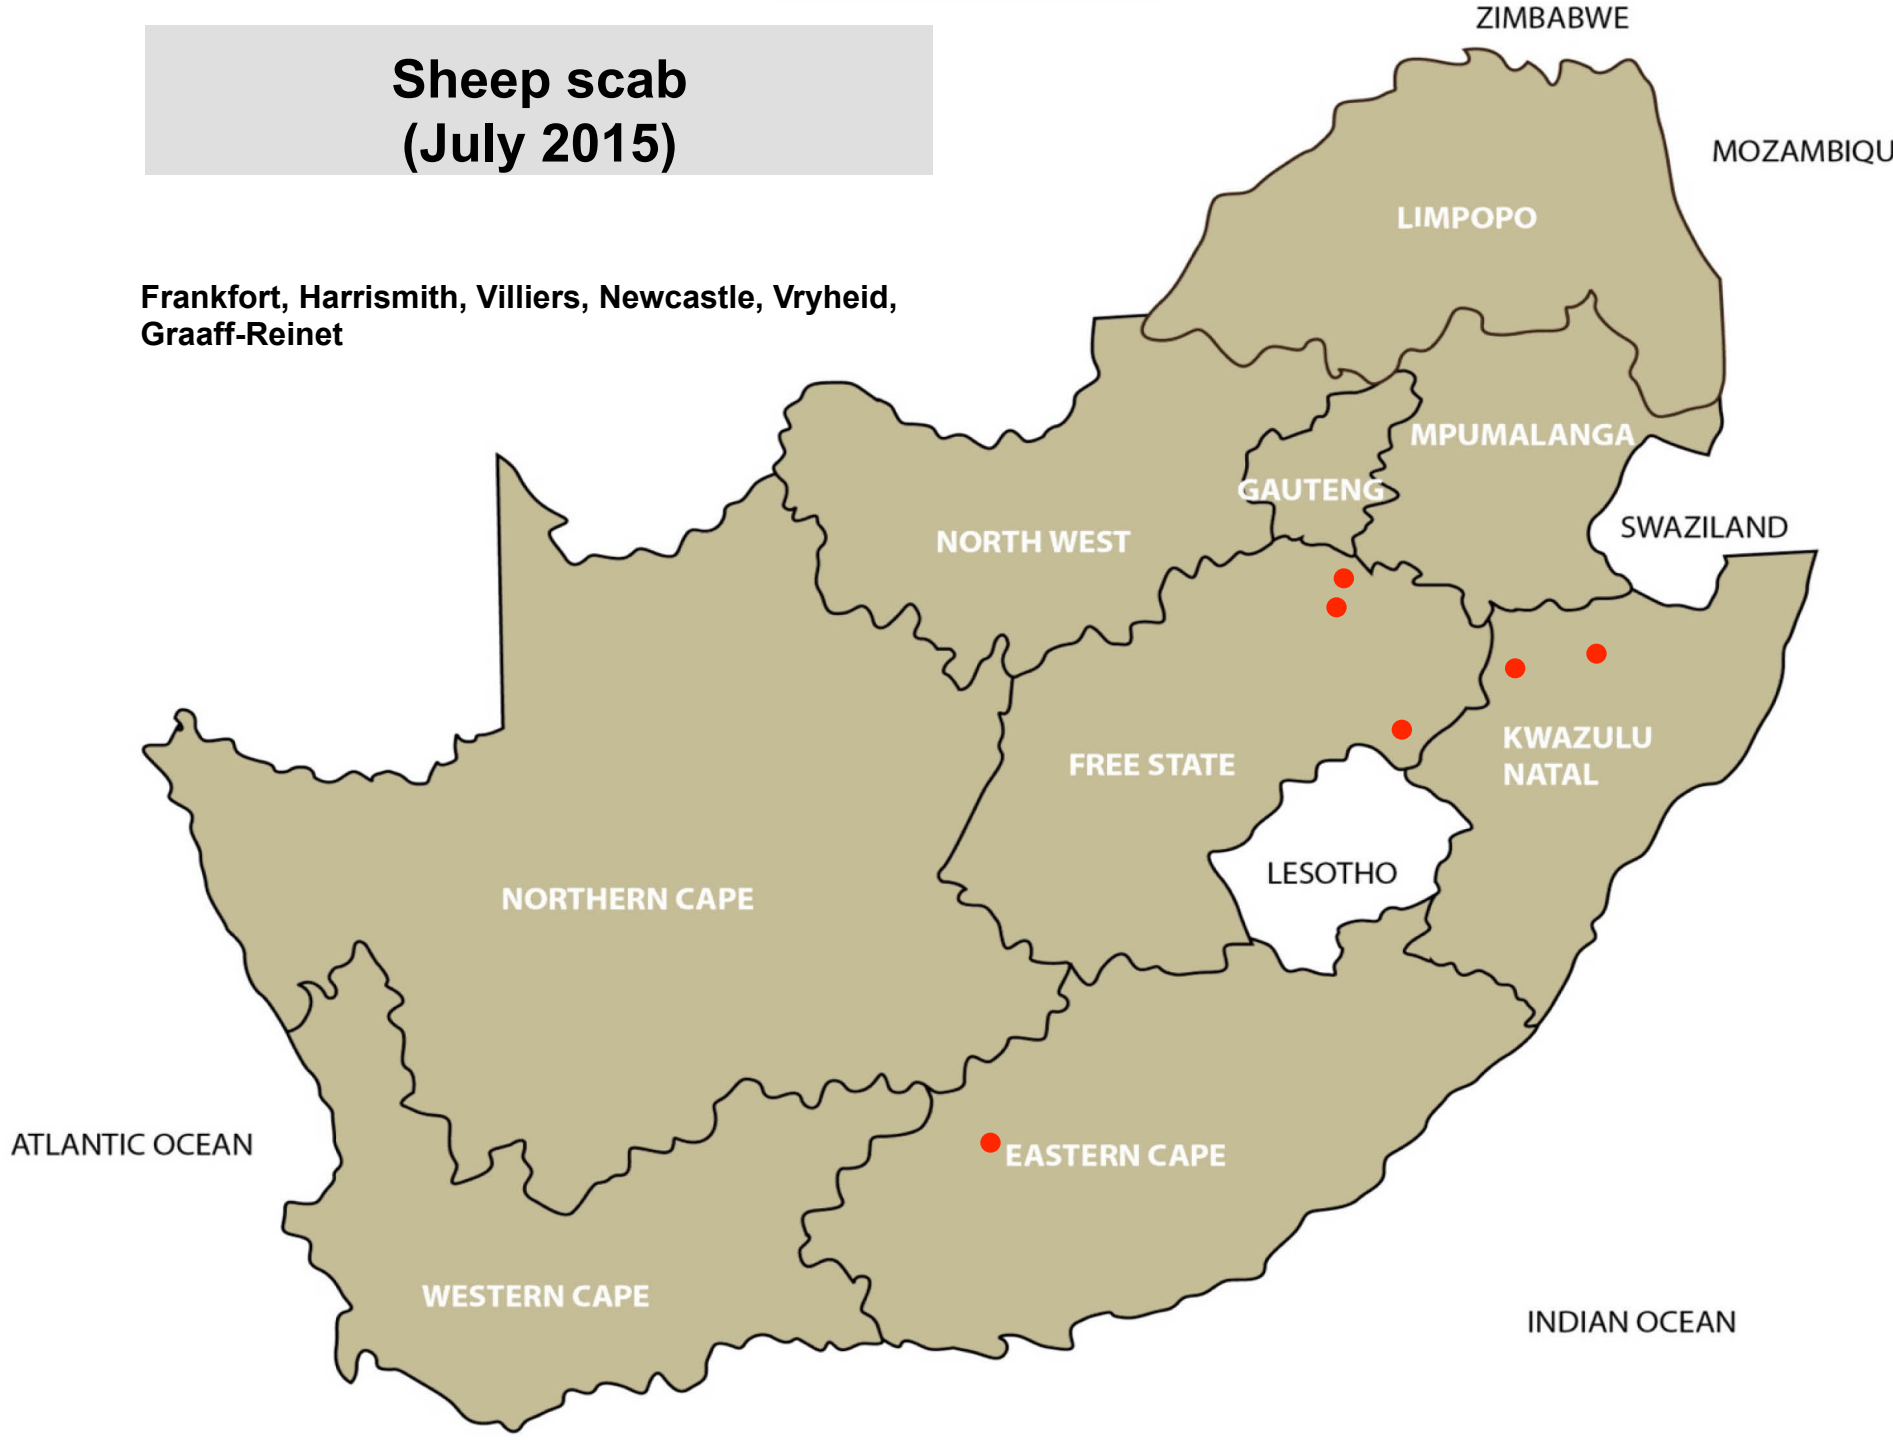 Sheep scab
(July 2015)
Frankfort, Harrismith, Villiers, Newcastle, Vryheid,
Graaff-Reinet
ZIMBABWE
MOZAMBIQU
LIMPOPO
MPUMALANGA
GAUTENG
NORTH WEST
SWAZILAND
KWAZULU
NATAL
FREE STATE
LESOTHO
NORTHERN CAPE
ATLANTIC OCEAN
EASTERN CAPE
WESTERN CAPE
INDIAN OCEAN